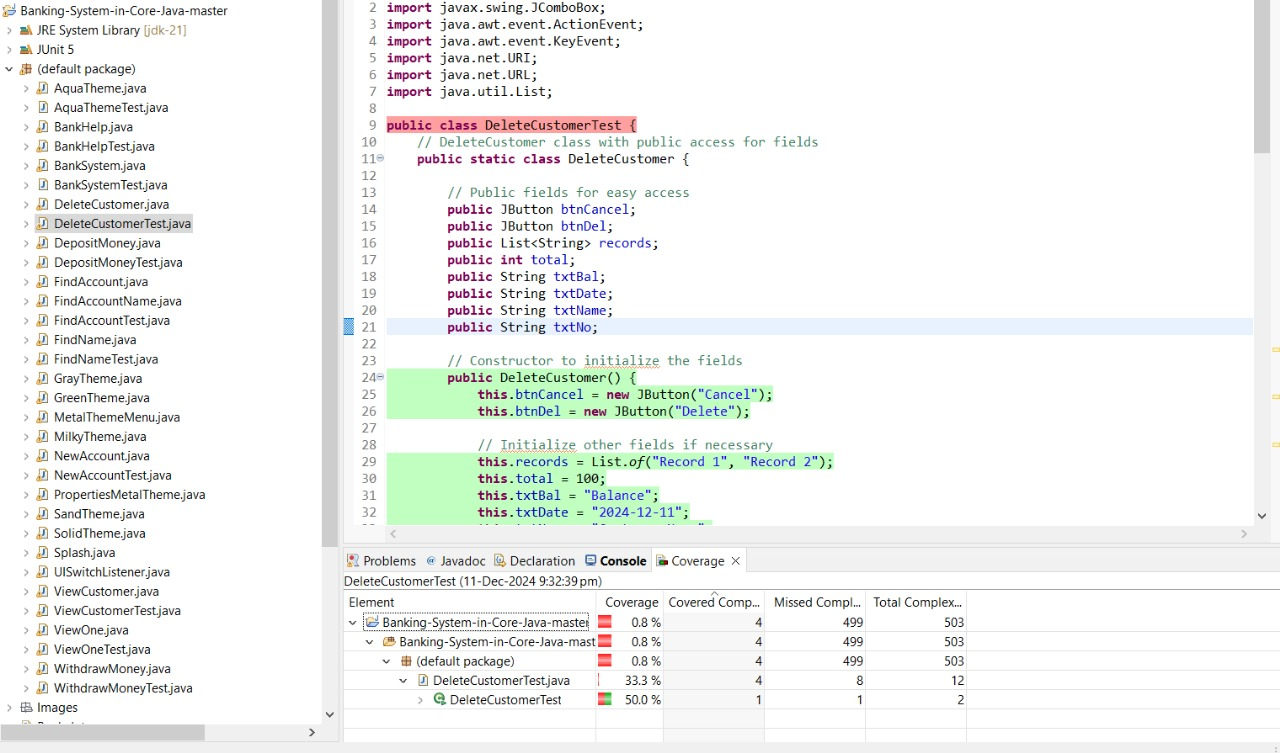 Banking-System-in-Core-Java-master
JRE System Library [jdk-21]
JUnit 5
(default package)
AquaTheme.java
AquaThemeTest.java
BankHelp.java
BankHelpTest.java
BankSystem.java
BankSystemTest.java
DeleteCustomer.java
DeleteCustomerTest.java
DepositMoney.java
DepositMoneyTest.java
FindAccount.java
FindAccountName.java
FindAccountTest.java
FindName.java
FindNameTest.java
GrayTheme.java
GreenTheme.java
MetalThemeMenu.java
MilkyTheme.java
NewAccount.java
NewAccountTest.java
PropertiesMetalTheme.java
SandTheme.java
SolidTheme.java
Splash.java
UISwitchListener.java
ViewCustomer.java
ViewCustomerTest.java
ViewOne.java
ViewOneTest.java
WithdrawMoney.java
WithdrawMoneyTest.java
Images
2 import javax.swing.JComboBox;
3 import java.awt.event.ActionEvent;
4 import java.awt.event.KeyEvent;
5 import java.net.URI;
6 import java.net.URL;
7 import java.util.List;
8
9 public class DeleteCustomerTest {
10 // DeleteCustomer class with public access for fields
11 public static class DeleteCustomer {
12
13 // Public fields for easy access
14 public JButton btnCancel;
15 public JButton btnDel;
16 public List<String> records;
17 public int total;
18 public String txtBal;
19 public String txtDate;
20 public String txtName;
21 public String txtNo;
22
23 // Constructor to initialize the fields
24 public DeleteCustomer() {
25 this.btnCancel = new JButton("Cancel");
26 this.btnDel = new JButton("Delete");
27
28 // Initialize other fields if necessary
29 this.records = List.of("Record 1", "Record 2");
30 this.total = 100;
31 this.txtBal = "Balance";
32 this.txtDate = "2024-12-11";
Problems Javadoc Declaration Console Coverage
DeleteCustomerTest (11-Dec-2024 9:32:39 pm)
Element Coverage Covered Comp... Missed Compl... Total Complex...
Banking-System-in-Core-Java-master 0.8 % 4 499 503
Banking-System-in-Core-Java-mast 0.8 % 4 499 503
(default package) 0.8 % 4 499 503
DeleteCustomerTest.java 33.3 % 4 8 12
DeleteCustomerTest 50.0 % 1 1 2